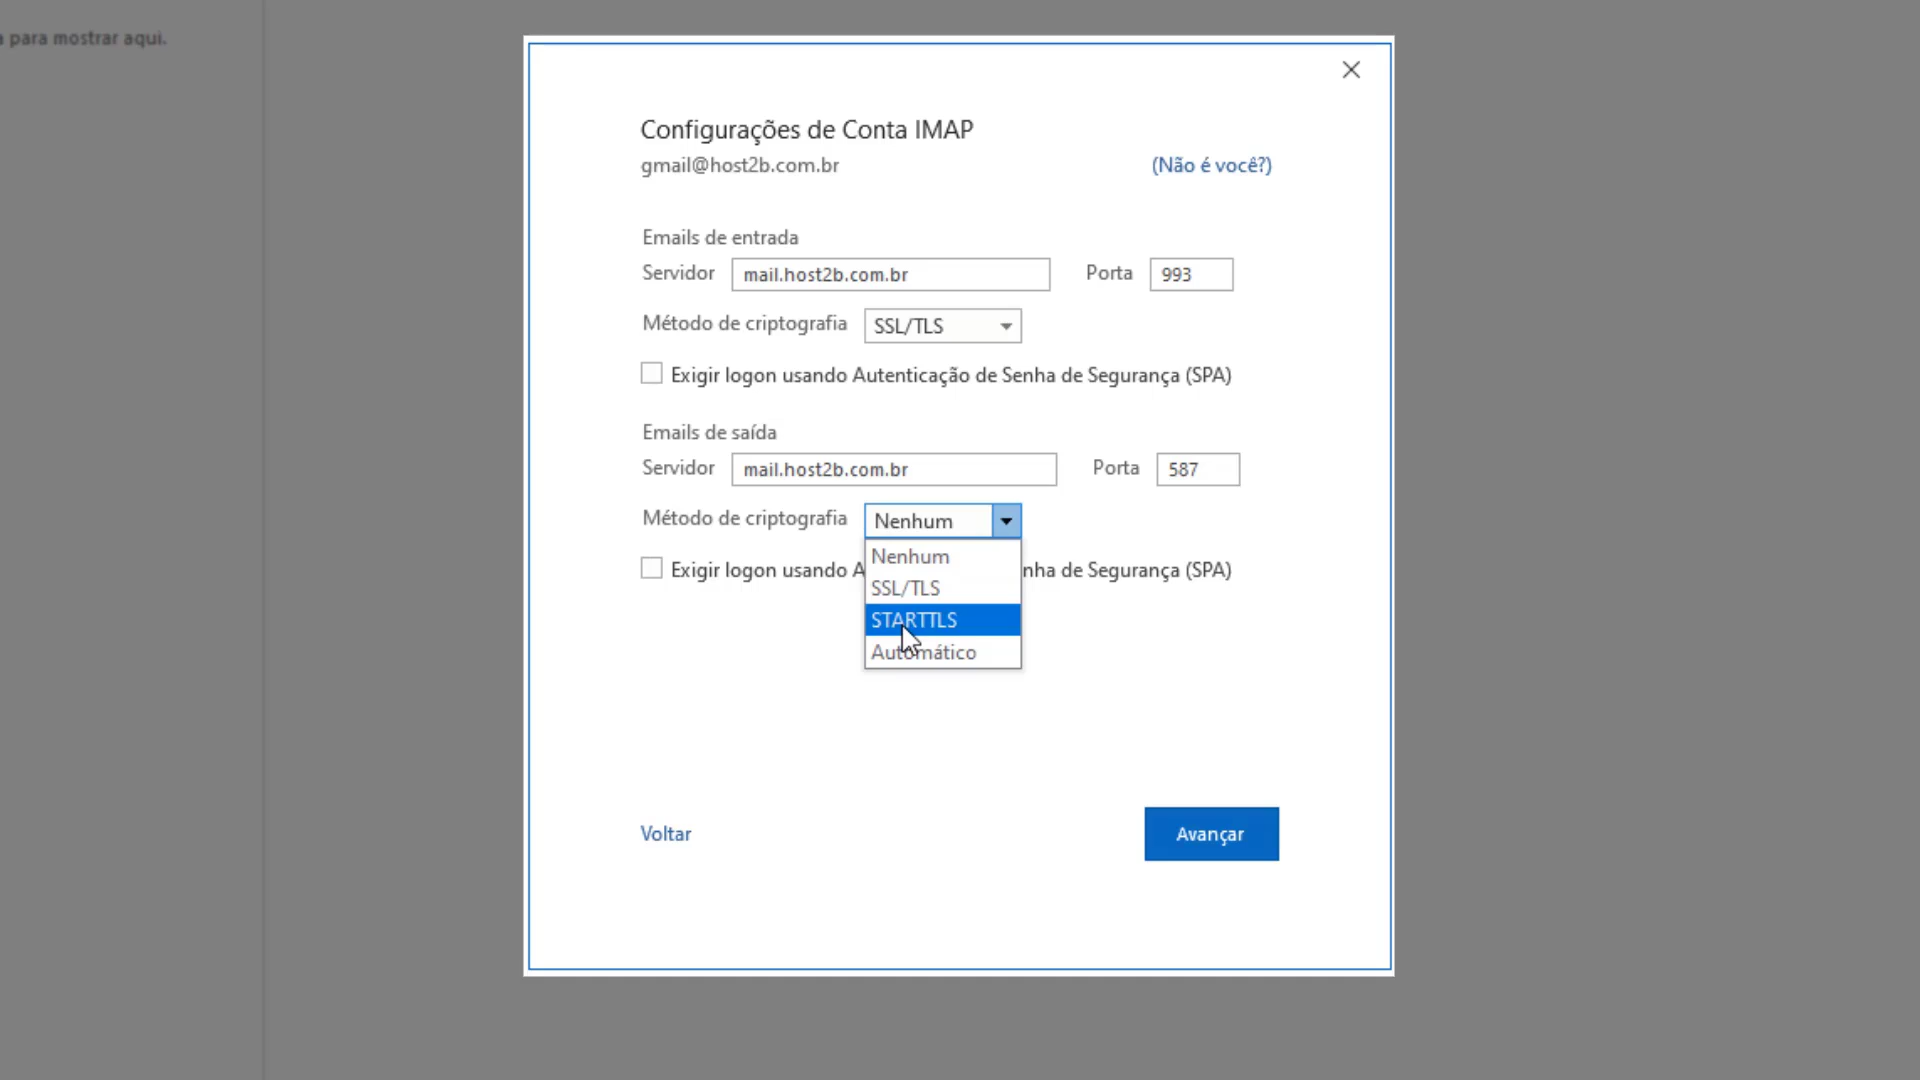 para mostrar aqui.
Configurações de Conta IMAP
gmail@host2b.com.br (Não é você?)
Emails de entrada
Servidor mail.host2b.com.br Porta 993
Método de criptografia SSL/TLS
Exigir logon usando Autenticação de Senha de Segurança (SPA)
Emails de saída
Servidor mail.host2b.com.br Porta 587
Método de criptografia Nenhum
Nenhum
Exigir logon usando A nha de Segurança (SPA)
SSL/TLS
STARTTLS
Automático
Voltar Avançar